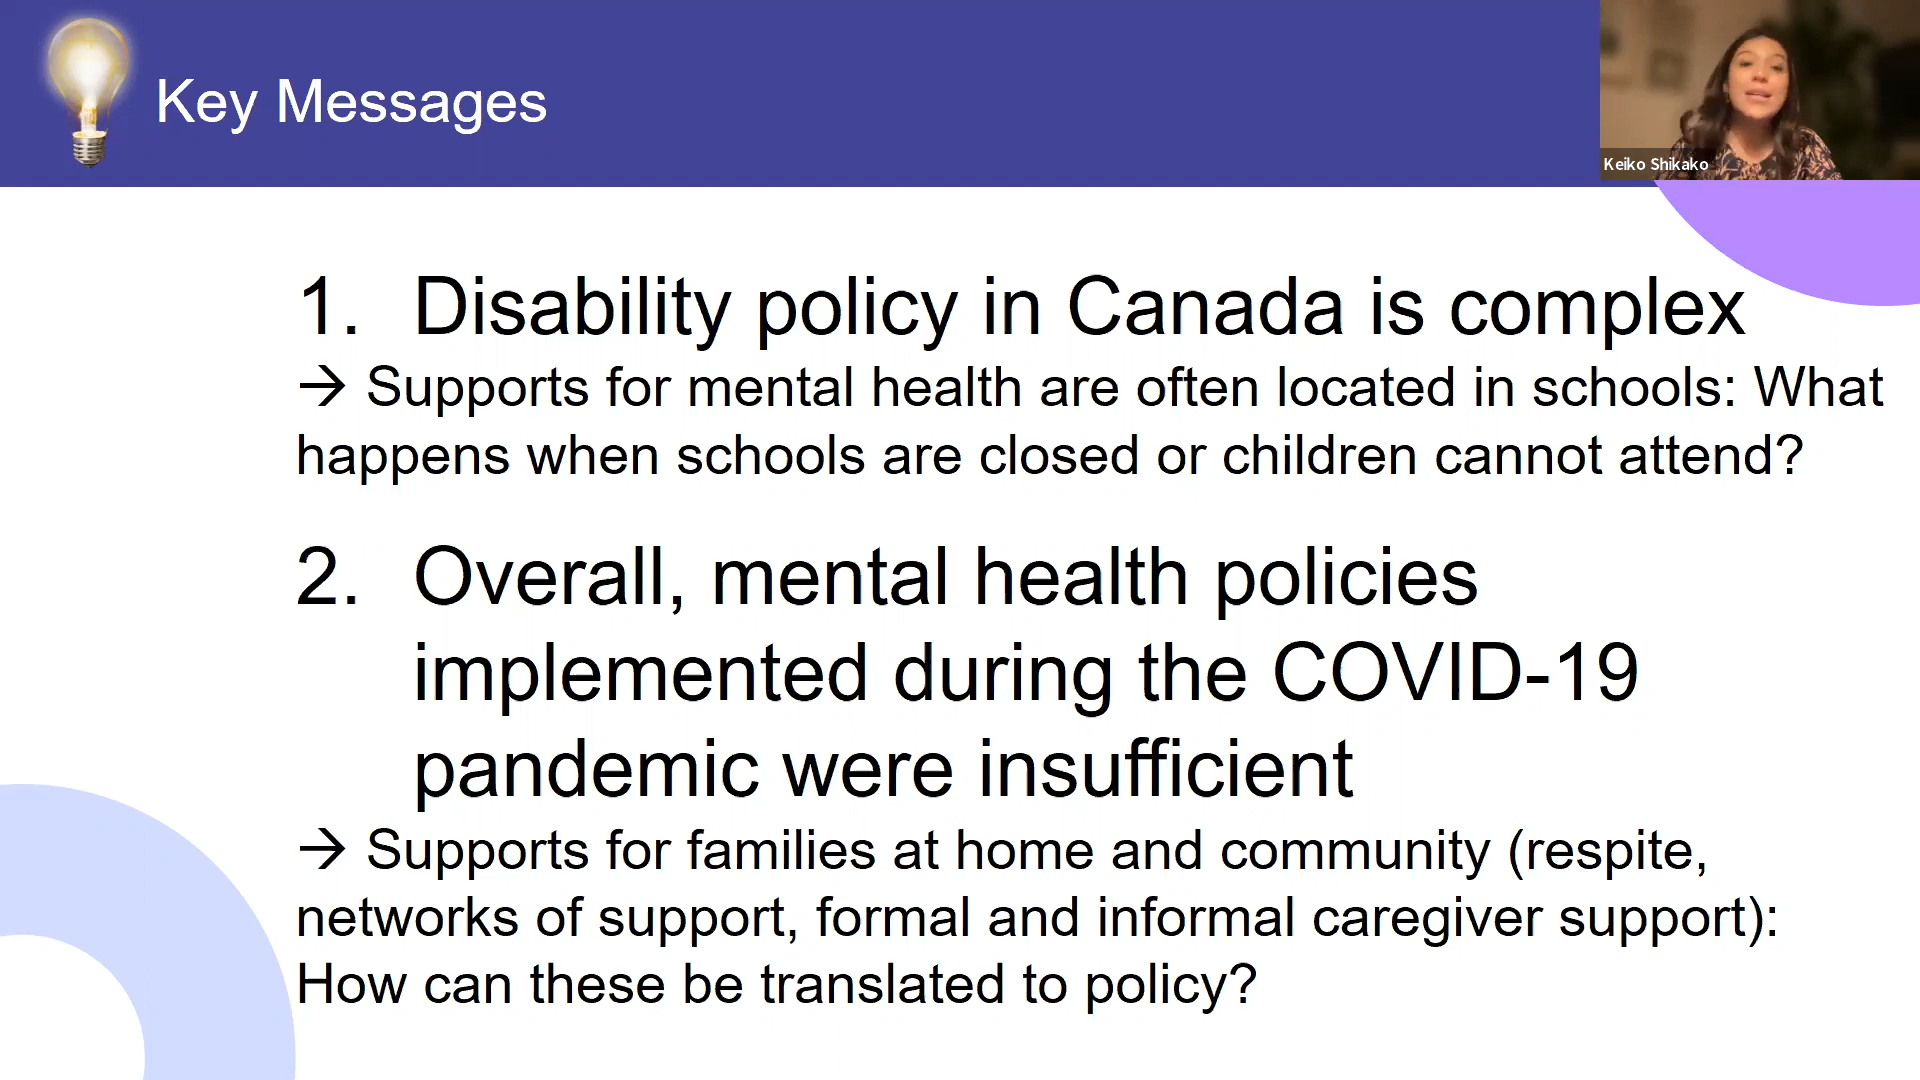 Key Messages
Keiko Shikako
1. Disability policy in Canada is complex
→ Supports for mental health are often located in schools: What
happens when schools are closed or children cannot attend?
2. Overall, mental health policies
implemented during the COVID-19
pandemic were insufficient
→ Supports for families at home and community (respite,
networks of support, formal and informal caregiver support):
How can these be translated to policy?